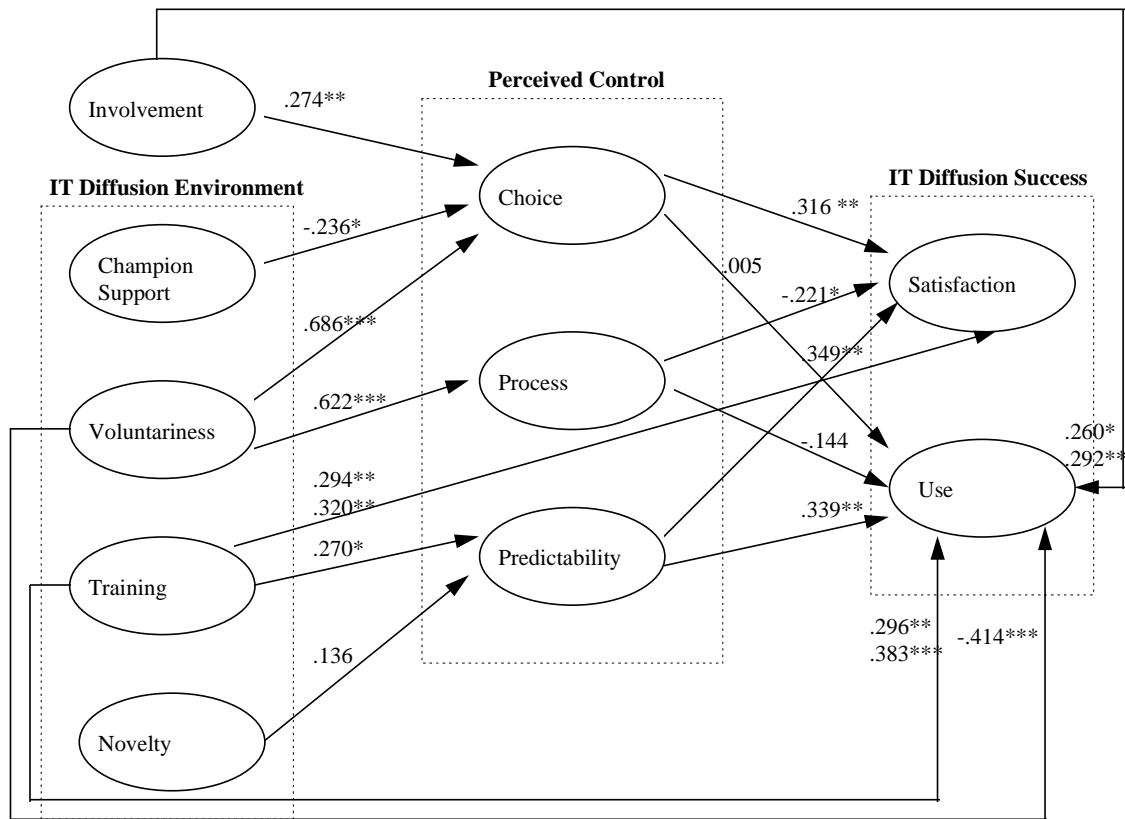 Perceived Control
.274**
Involvement
IT Diffusion Environment
IT Diffusion Success
Choice
.316 **
-.236*
Champion
Support
.005
Satisfaction
-.221*
.686***
.349**
Process
.622***
Voluntariness
.260*
-.144
.292**
.294**
Use
.320**
.339**
.270*
Predictability
Training
.296**
-.414***
.383***
.136
Novelty